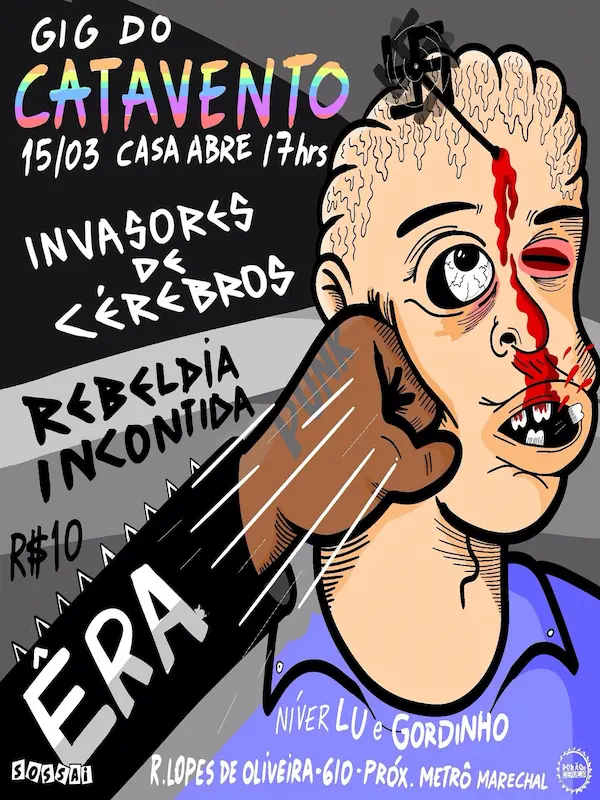 GIG DO
CATAVENTO
15/03 CASA ABRE 17hrs
INVASORES
DE
CÉREBROS
REBELDIA
INCONTIDA
PUNK
R$10
ÊRA
NÍVER LU e GORDINHO
R. LOPES DE OLIVEIRA - 610 - PRÓX. METRÔ MARECHAL
SOSSAI